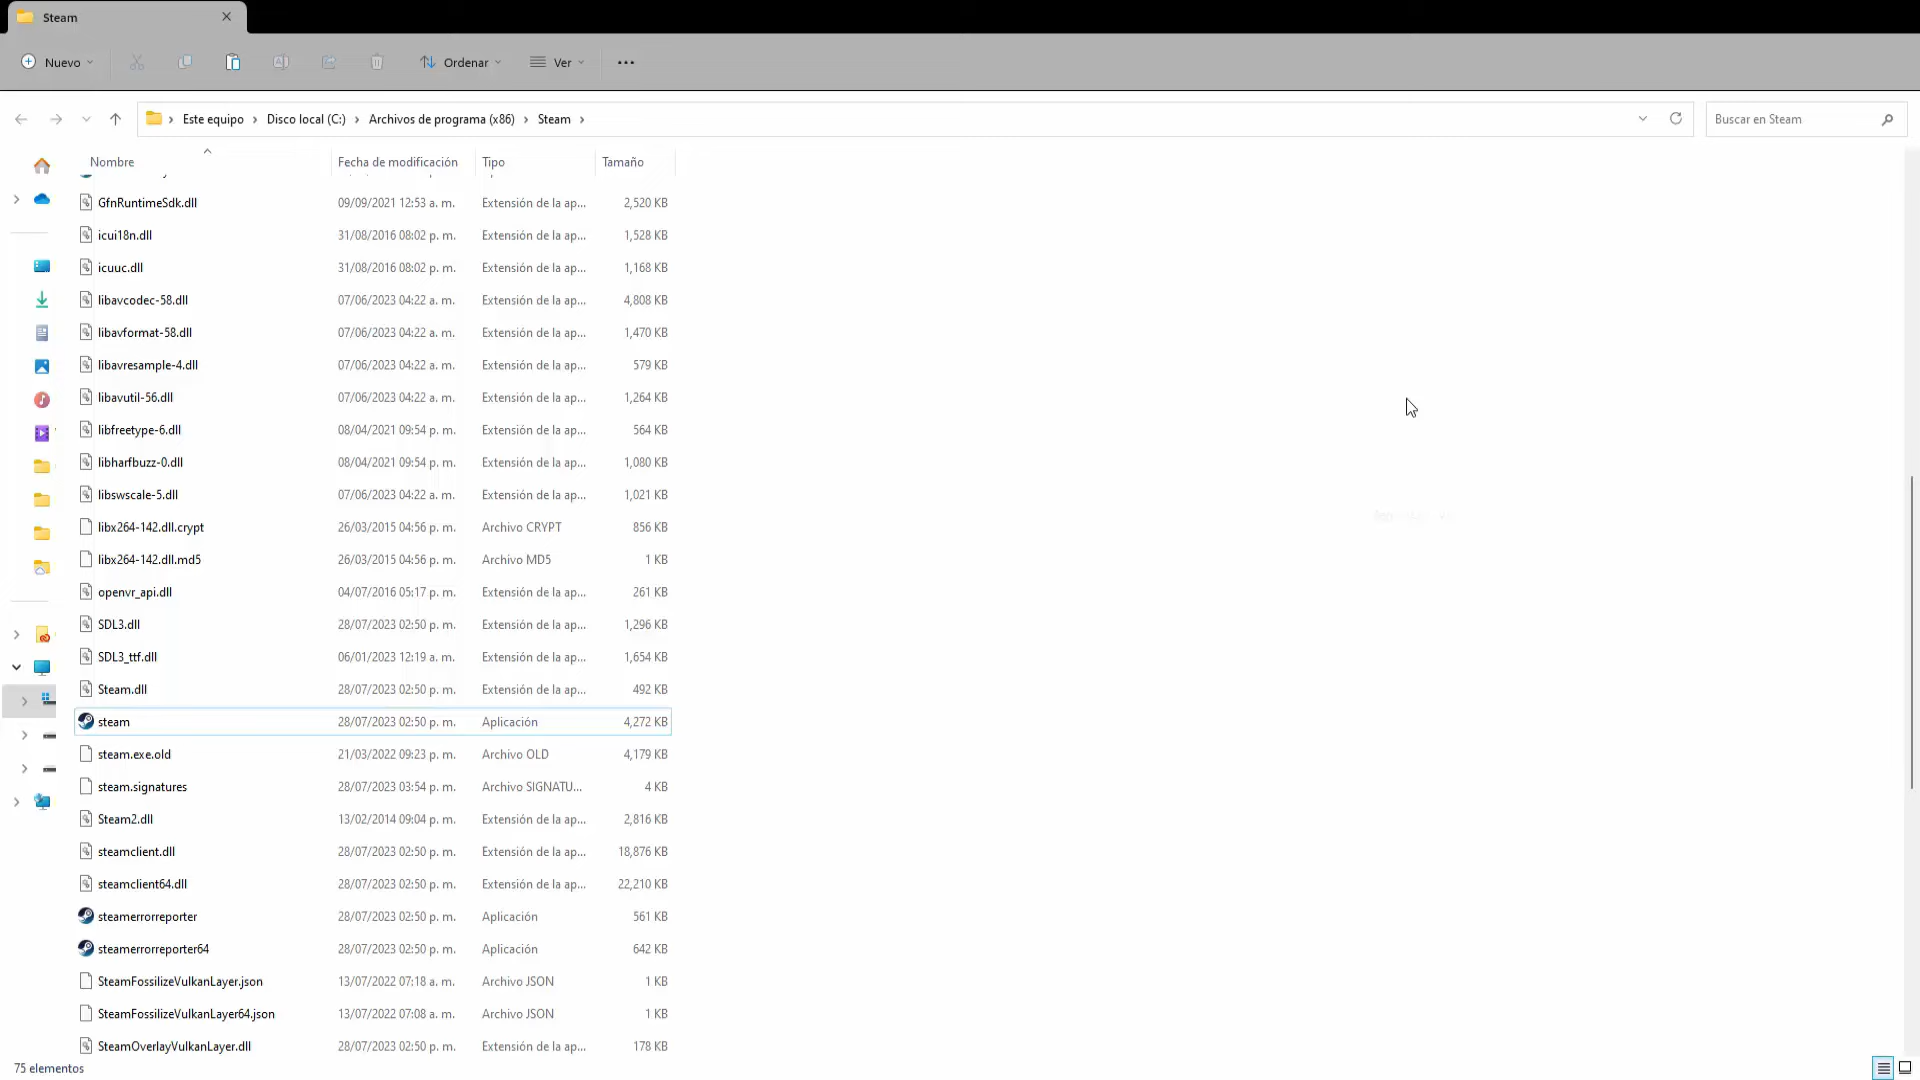 Steam
Nuevo
Ordenar
Ver
Este equipo
Disco local (C:)
Archivos de programa (x86)
Steam
Buscar en Steam
Nombre Fecha de modificación Tipo Tamaño
GfnRuntimeSdk.dll 09/09/2021 12:53 a. m. Extensión de la ap... 2,520 KB
icui18n.dll 31/08/2016 08:02 p. m. Extensión de la ap... 1,528 KB
icuuc.dll 31/08/2016 08:02 p. m. Extensión de la ap... 1,168 KB
libavcodec-58.dll 07/06/2023 04:22 a. m. Extensión de la ap... 4,808 KB
libavformat-58.dll 07/06/2023 04:22 a. m. Extensión de la ap... 1,470 KB
libavresample-4.dll 07/06/2023 04:22 a. m. Extensión de la ap... 579 KB
libavutil-56.dll 07/06/2023 04:22 a. m. Extensión de la ap... 1,264 KB
libfreetype-6.dll 08/04/2021 09:54 p. m. Extensión de la ap... 564 KB
libharfbuzz-0.dll 08/04/2021 09:54 p. m. Extensión de la ap... 1,080 KB
libswscale-5.dll 07/06/2023 04:22 a. m. Extensión de la ap... 1,021 KB
libx264-142.dll.crypt 26/03/2015 04:56 p. m. Archivo CRYPT 856 KB
libx264-142.dll.md5 26/03/2015 04:56 p. m. Archivo MD5 1 KB
openvr_api.dll 04/07/2016 05:17 p. m. Extensión de la ap... 261 KB
SDL3.dll 28/07/2023 02:50 p. m. Extensión de la ap... 1,296 KB
SDL3_ttf.dll 06/01/2023 12:19 a. m. Extensión de la ap... 1,654 KB
Steam.dll 28/07/2023 02:50 p. m. Extensión de la ap... 492 KB
steam 28/07/2023 02:50 p. m. Aplicación 4,272 KB
steam.exe.old 21/03/2022 09:23 p. m. Archivo OLD 4,179 KB
steam.signatures 28/07/2023 03:54 p. m. Archivo SIGNATU... 4 KB
Steam2.dll 13/02/2014 09:04 p. m. Extensión de la ap... 2,816 KB
steamclient.dll 28/07/2023 02:50 p. m. Extensión de la ap... 18,876 KB
steamclient64.dll 28/07/2023 02:50 p. m. Extensión de la ap... 22,210 KB
steamerrorreporter 28/07/2023 02:50 p. m. Aplicación 561 KB
steamerrorreporter64 28/07/2023 02:50 p. m. Aplicación 642 KB
SteamFossilizeVulkanLayer.json 13/07/2022 07:18 a. m. Archivo JSON 1 KB
SteamFossilizeVulkanLayer64.json 13/07/2022 07:08 a. m. Archivo JSON 1 KB
SteamOverlayVulkanLayer.dll 28/07/2023 02:50 p. m. Extensión de la ap... 178 KB
75 elementos